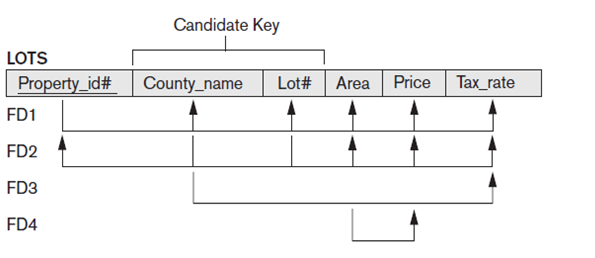 Candidate Key
LOTS
Property_id# County_name Lot# Area Price Tax_rate
FD1
FD2
FD3
FD4